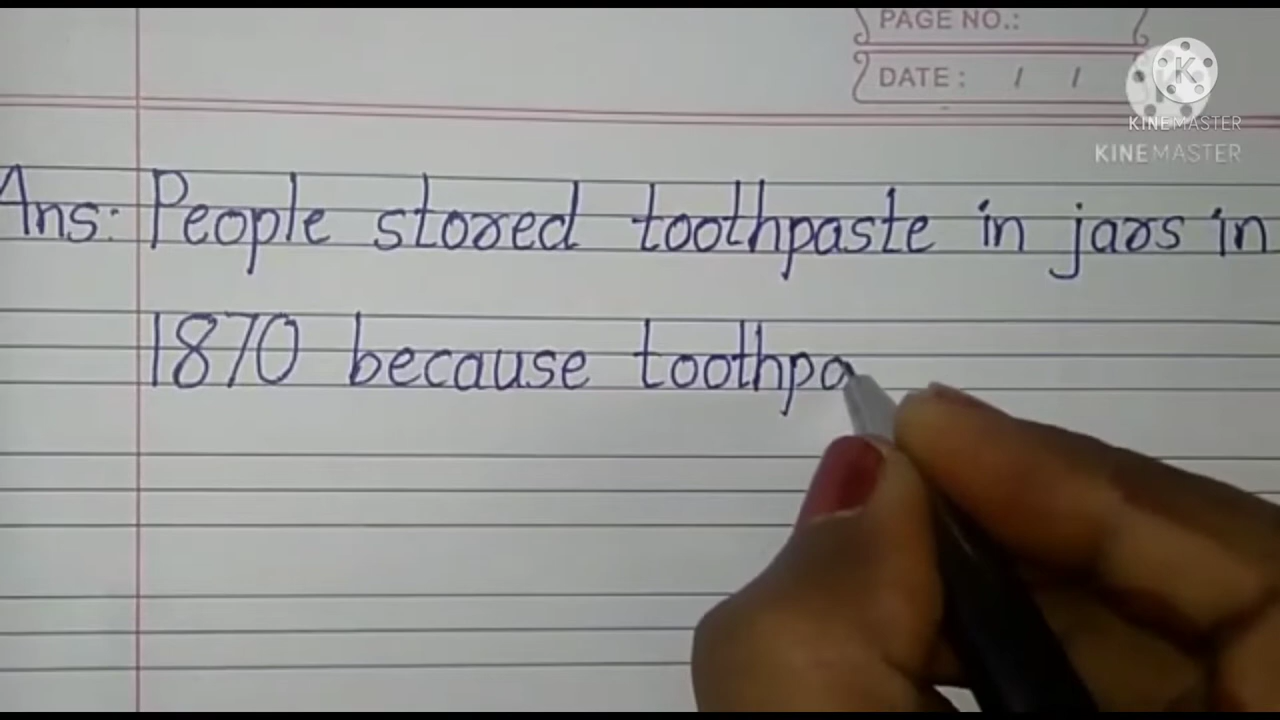 PAGE NO.:
DATE : / /
KINEMASTER
KINEMASTER
Ans: People stored toothpaste in jars in
1870 because toothpa